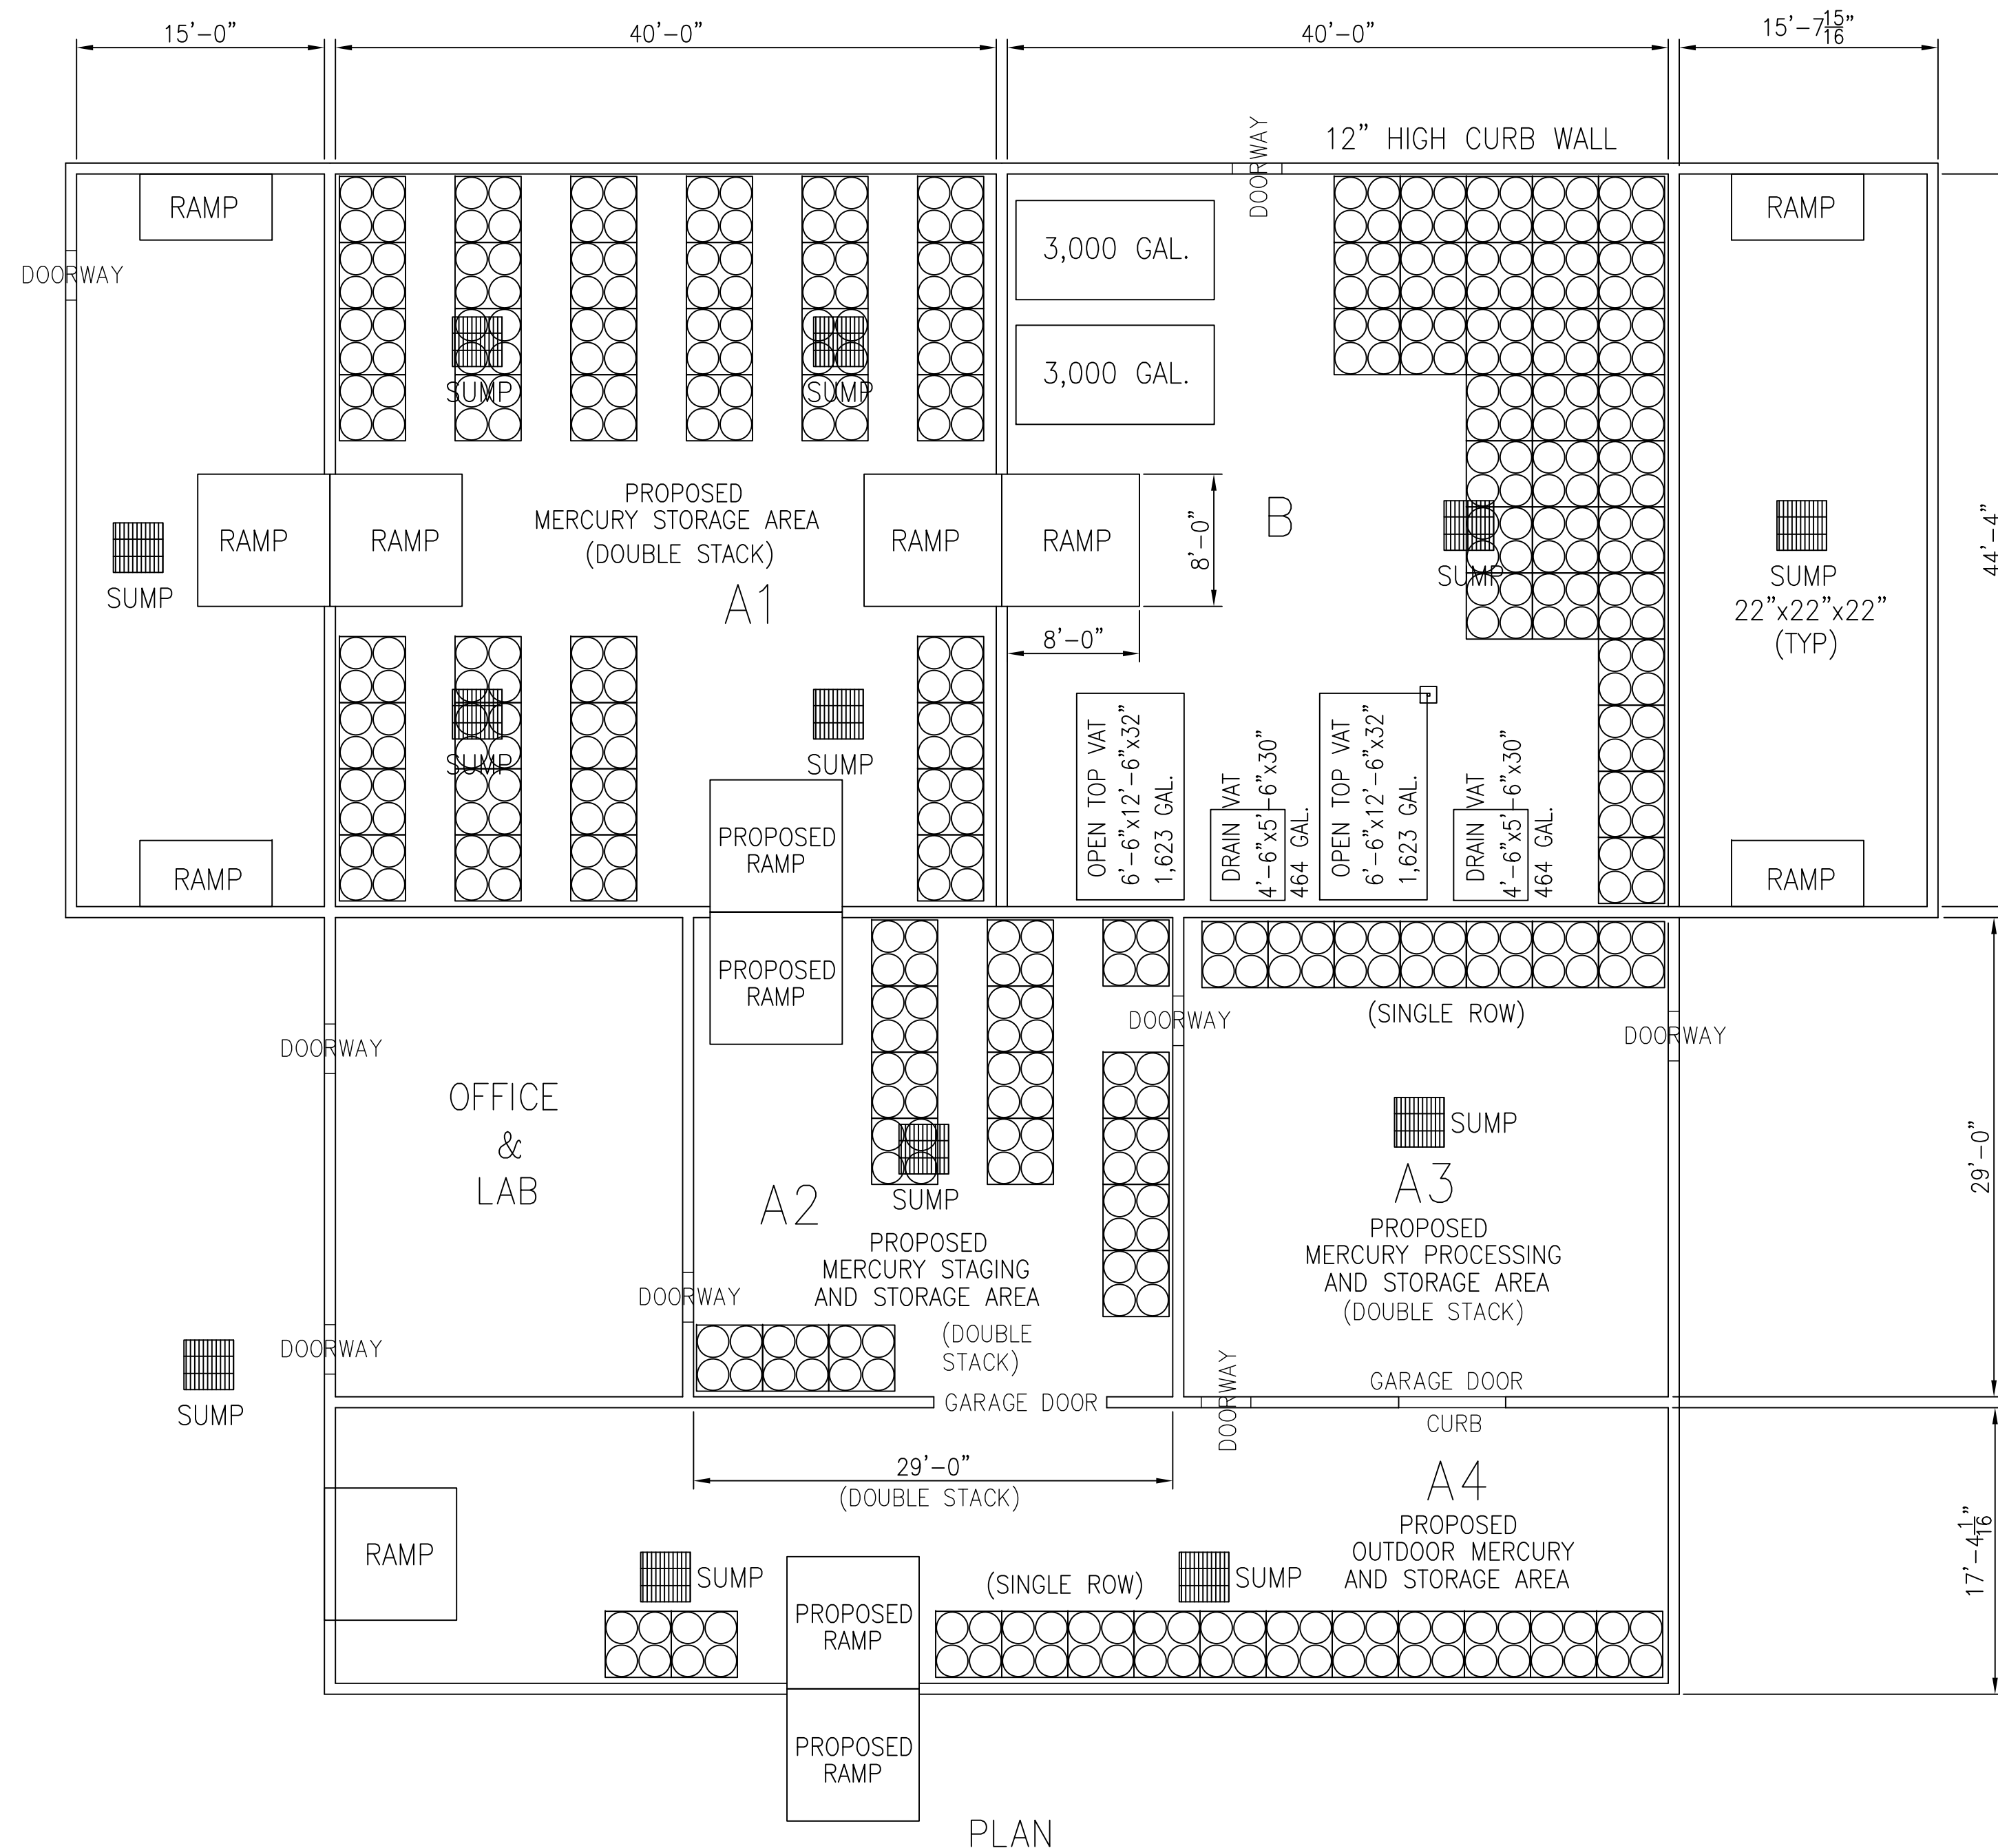 15'-0"
40'-0"
40'-0"
15'-7 15/16"
12" HIGH CURB WALL
DOORWAY
RAMP
RAMP
DOORWAY
3,000 GAL.
3,000 GAL.
SUMP
SUMP
PROPOSED
MERCURY STORAGE AREA
(DOUBLE STACK)
A1
RAMP
RAMP
RAMP
RAMP
8'-0"
8'-0"
B
SUMP
SUMP
SUMP
22"x22"x22"
(TYP)
44'-4"
SUMP
SUMP
OPEN TOP VAT
6'-6"x12'-6"x32"
1,623 GAL.
DRAIN VAT
4'-6"x5'-6"x30"
464 GAL.
OPEN TOP VAT
6'-6"x12'-6"x32"
1,623 GAL.
DRAIN VAT
4'-6"x5'-6"x30"
464 GAL.
RAMP
PROPOSED
RAMP
RAMP
PROPOSED
RAMP
DOORWAY
DOORWAY
(SINGLE ROW)
DOORWAY
OFFICE
&
LAB
SUMP
A2
SUMP
PROPOSED
MERCURY STAGING
AND STORAGE AREA
(DOUBLE
STACK)
A3
PROPOSED
MERCURY PROCESSING
AND STORAGE AREA
(DOUBLE STACK)
29'-0"
DOORWAY
DOORWAY
SUMP
GARAGE DOOR
DOORWAY
GARAGE DOOR
CURB
29'-0"
(DOUBLE STACK)
A4
PROPOSED
OUTDOOR MERCURY
AND STORAGE AREA
17'-4 1/16"
RAMP
SUMP
(SINGLE ROW)
SUMP
PROPOSED
RAMP
PROPOSED
RAMP
PLAN